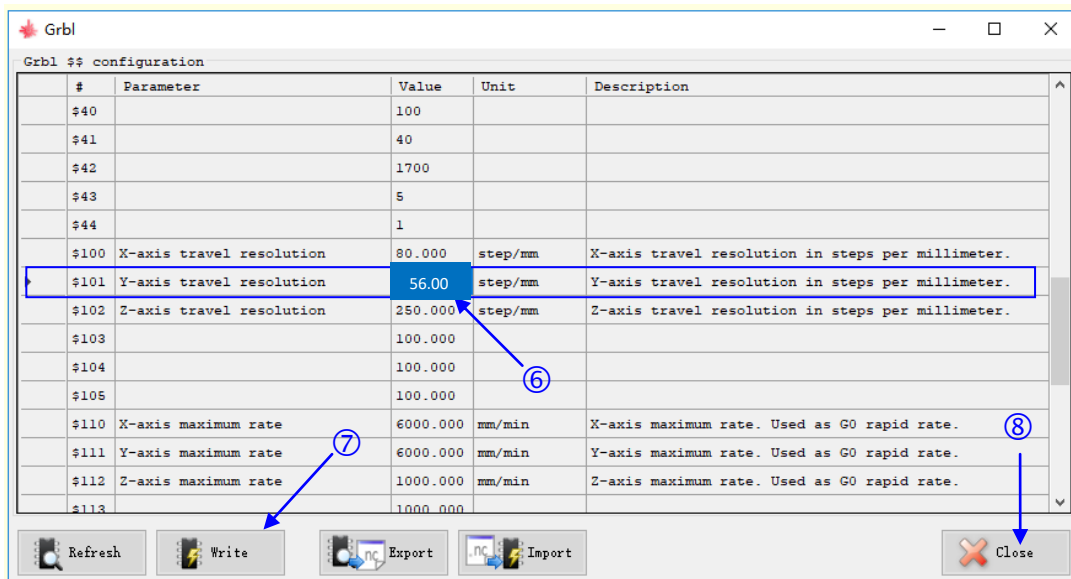 Grbl
Grbl $$ configuration
# Parameter Value Unit Description
$40 100
$41 40
$42 1700
$43 5
$44 1
$100 X-axis travel resolution 80.000 step/mm X-axis travel resolution in steps per millimeter.
$101 Y-axis travel resolution 56.00 step/mm Y-axis travel resolution in steps per millimeter.
$102 Z-axis travel resolution 250.000 step/mm Z-axis travel resolution in steps per millimeter.
$103 100.000
$104 100.000
⑥
$105 100.000
$110 X-axis maximum rate 6000.000 mm/min X-axis maximum rate. Used as G0 rapid rate.
⑦ ⑧
$111 Y-axis maximum rate 6000.000 mm/min Y-axis maximum rate. Used as G0 rapid rate.
$112 Z-axis maximum rate 1000.000 mm/min Z-axis maximum rate. Used as G0 rapid rate.
$113 1000.000
Refresh Write .nc Export .nc Import Close